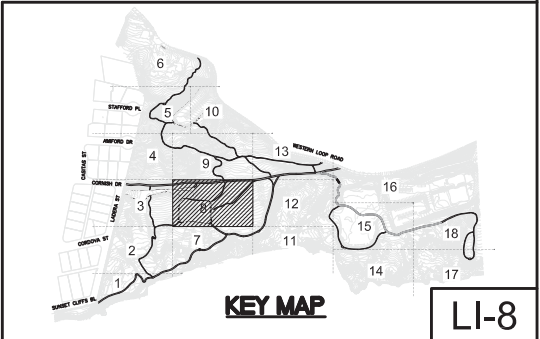 6
STAFFORD PL
5
10
AMIFORD DR
WESTERN LOOP ROAD
13
4
9
CASITAS ST
CORNISH DR
16
3
LADERA ST
8
12
15
18
CORDOVA ST
7
2
11
14
17
1
SUNSET CLIFFS BL
KEY MAP
LI-8